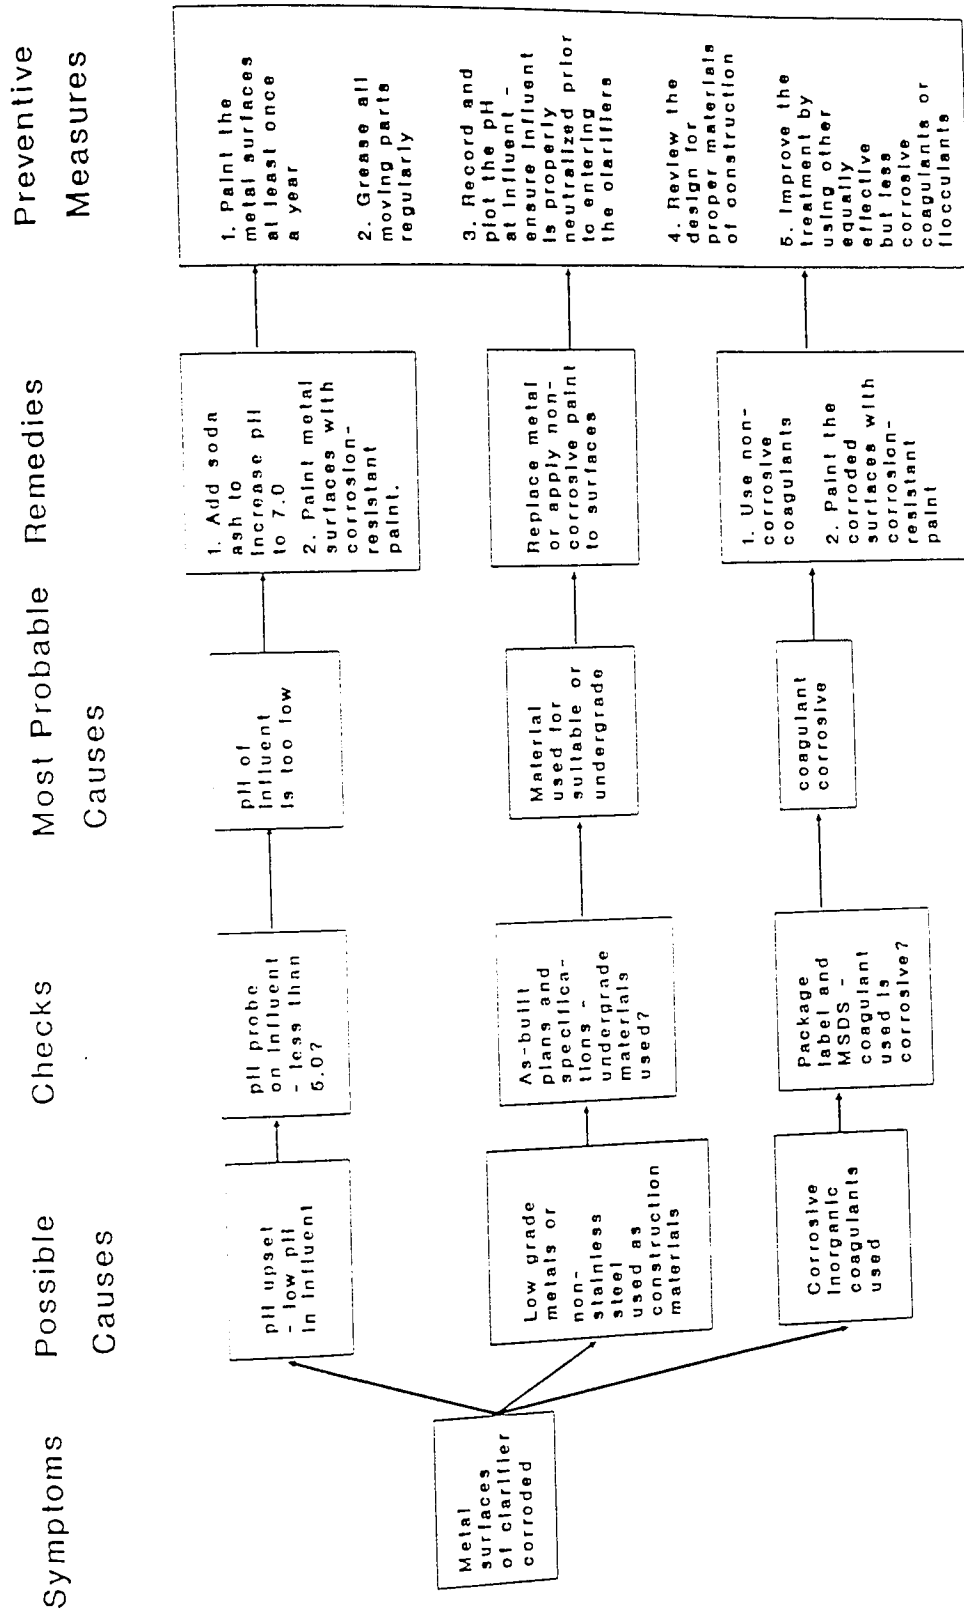 Symptoms
Possible
Causes
Checks
Most Probable
Causes
Remedies
Preventive
Measures
Metal
surfaces
of clarifier
corroded
pH upset
- low pH
in influent
pH probe
on influent
- less than
5.0?
pH of
influent
is too low
1. Add soda
ash to
increase pH
to 7.0
2. Paint metal
surfaces with
corrosion-
resistant
paint.
Low grade
metals or
non-
stainless
steel
used as
construction
materials
As-built
plans and
specifica-
tions -
undergrade
materials
used?
Material
used for
suitable or
undergrade
Replace metal
or apply non-
corrosive paint
to surfaces
Corrosive
inorganic
coagulants
used
Package
label and
MSDS -
coagulant
used is
corrosive?
coagulant
corrosive
1. Use non-
corrosive
coagulants
2. Paint the
corroded
surfaces with
corrosion-
resistant
paint
1. Paint the
metal surfaces
at least once
a year
2. Grease all
moving parts
regularly
3. Record and
plot the pH
at influent -
ensure influent
is properly
neutralized prior
to entering
the clarifiers
4. Review the
design for
proper materials
of construction
5. Improve the
treatment by
using other
equally
effective
but less
corrosive
coagulants or
flocculants